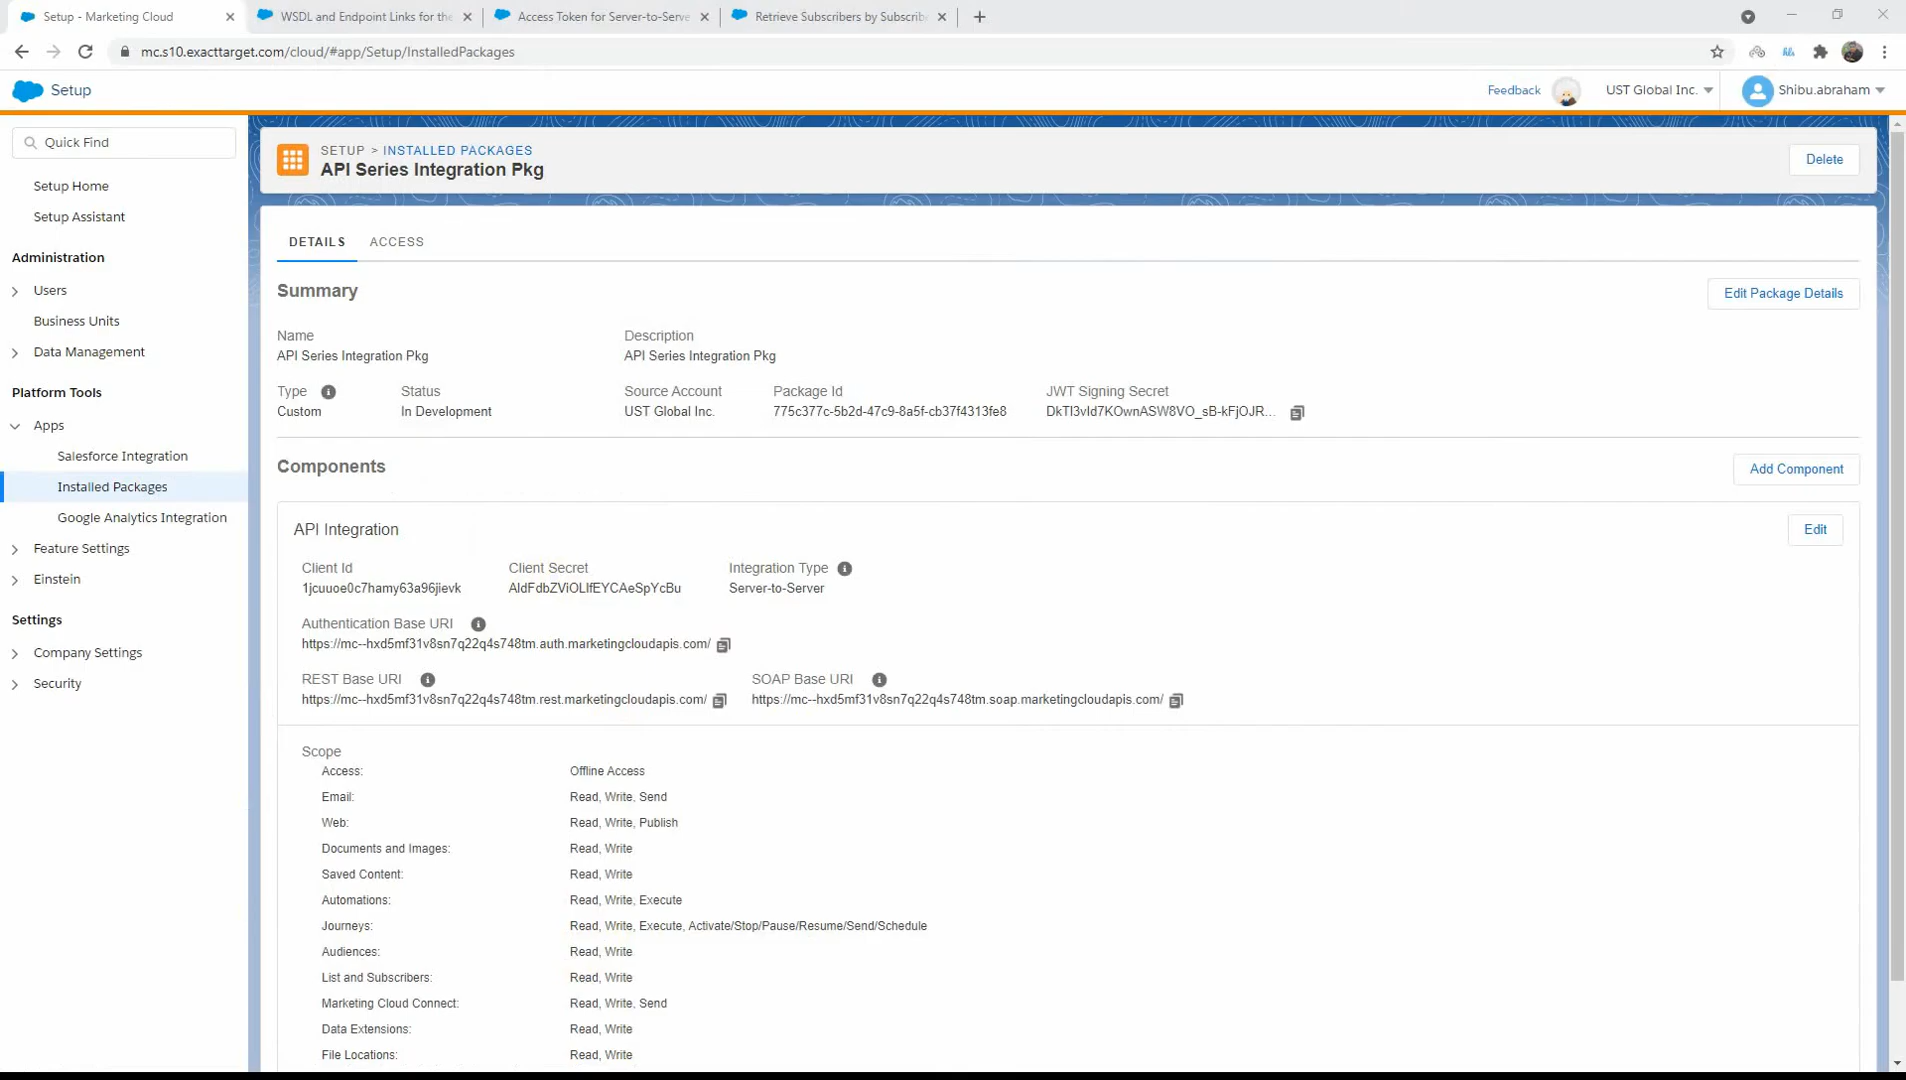 Setup - Marketing Cloud
WSDL and Endpoint Links for the
Access Token for Server-to-Serve
Retrieve Subscribers by Subscrib
mc.s10.exacttarget.com/cloud/#app/Setup/InstalledPackages
Setup
Feedback
UST Global Inc.
Shibu.abraham
Quick Find
Setup Home
Setup Assistant
Administration
Users
Business Units
Data Management
Platform Tools
Apps
Salesforce Integration
Installed Packages
Google Analytics Integration
Feature Settings
Einstein
Settings
Company Settings
Security
SETUP > INSTALLED PACKAGES
API Series Integration Pkg
Delete
DETAILS ACCESS
Summary
Edit Package Details
Name Description
API Series Integration Pkg API Series Integration Pkg
Type Status Source Account Package Id JWT Signing Secret
Custom In Development UST Global Inc. 775c377c-5b2d-47c9-8a5f-cb37f4313fe8 DkTI3vId7KOwnASW8VO_sB-kFjOJR...
Components
Add Component
API Integration
Edit
Client Id Client Secret Integration Type
1jcuuoe0c7hamy63a96jievk AldFdbZViOLlfEYCAeSpYcBu Server-to-Server
Authentication Base URI
https://mc--hxd5mf31v8sn7q22q4s748tm.auth.marketingcloudapis.com/
REST Base URI SOAP Base URI
https://mc--hxd5mf31v8sn7q22q4s748tm.rest.marketingcloudapis.com/ https://mc--hxd5mf31v8sn7q22q4s748tm.soap.marketingcloudapis.com/
Scope
Access: Offline Access
Email: Read, Write, Send
Web: Read, Write, Publish
Documents and Images: Read, Write
Saved Content: Read, Write
Automations: Read, Write, Execute
Journeys: Read, Write, Execute, Activate/Stop/Pause/Resume/Send/Schedule
Audiences: Read, Write
List and Subscribers: Read, Write
Marketing Cloud Connect: Read, Write, Send
Data Extensions: Read, Write
File Locations: Read, Write